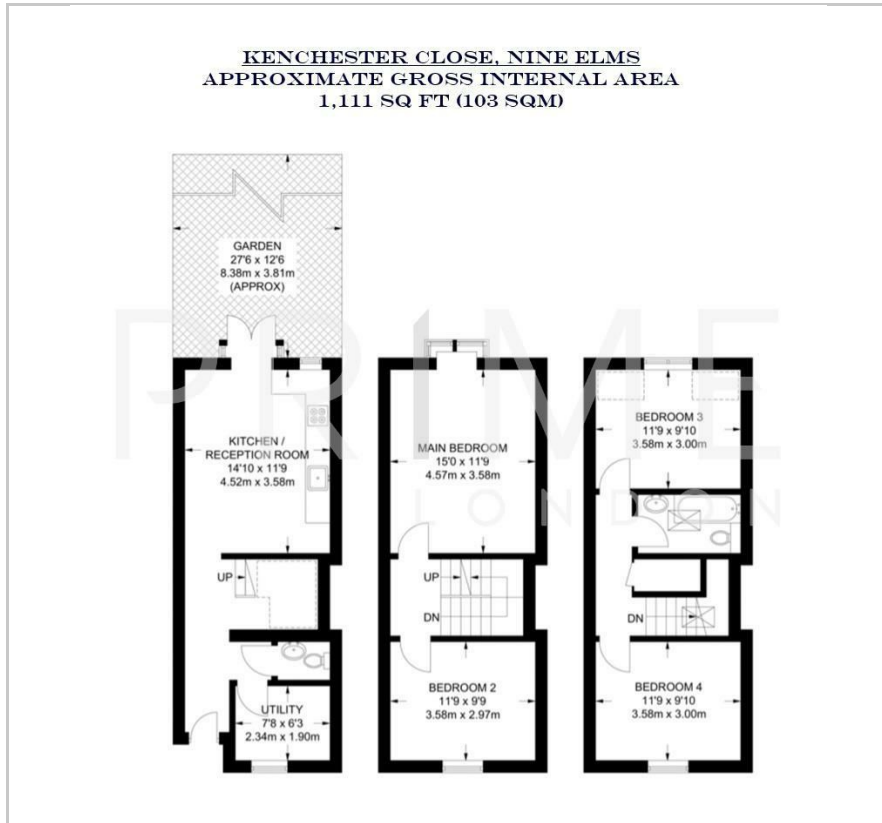 KENCHESTER CLOSE, NINE ELMS
APPROXIMATE GROSS INTERNAL AREA
1,111 SQ FT (103 SQM)
GARDEN
27'6 x 12'6
8.38m x 3.81m
(APPROX)
PRIME
LONDON
KITCHEN /
RECEPTION ROOM
14'10 x 11'9
4.52m x 3.58m
UP
UTILITY
7'8 x 6'3
2.34m x 1.90m
MAIN BEDROOM
15'0 x 11'9
4.57m x 3.58m
UP
DN
BEDROOM 2
11'9 x 9'9
3.58m x 2.97m
BEDROOM 3
11'9 x 9'10
3.58m x 3.00m
DN
BEDROOM 4
11'9 x 9'10
3.58m x 3.00m